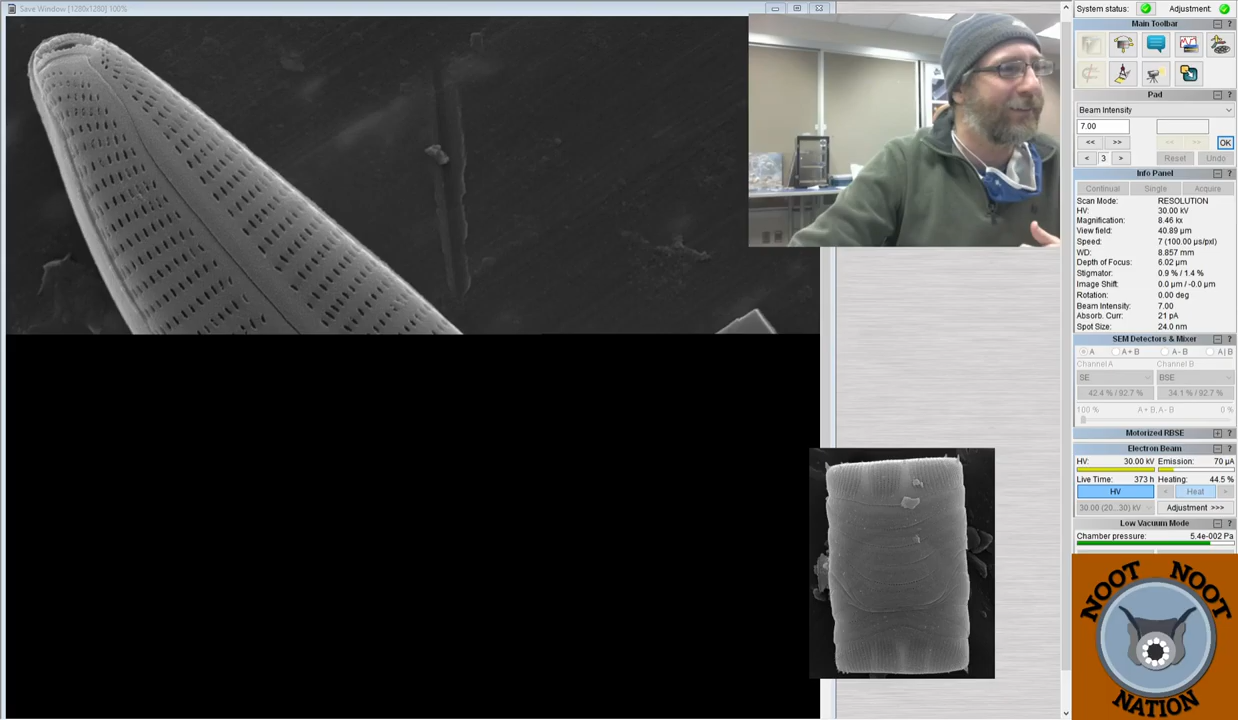 Save Window [1280x1280] 100%
System status:
Adjustment:
Main Toolbar
Pad
Beam Intensity
7.00
<< >> << >> OK
< 3 > Reset Undo
Info Panel
Continual Single Acquire
Scan Mode: RESOLUTION
HV: 30.00 kV
Magnification: 8.46 kx
View field: 40.89 µm
Speed: 7 (100.00 µs/pxl)
WD: 8.857 mm
Depth of Focus: 6.02 µm
Stigmator: 0.9 % / 1.4 %
Image Shift: 0.0 µm / -0.0 µm
Rotation: 0.00 deg
Beam Intensity: 7.00
Absorb. Curr: 21 pA
Spot Size: 24.0 nm
SEM Detectors & Mixer
A A+B A-B A|B
Channel A Channel B
SE BSE
42.4 % / 92.7 % 34.1 % / 92.7 %
100 % A+B,A-B 0 %
Motorized RBSE
Electron Beam
HV: 30.00 kV Emission: 70 µA
Live Time: 373 h Heating: 44.5 %
HV < Heat >
30.00 (20...30) kV Adjustment >>>
Low Vacuum Mode
Chamber pressure: 5.4e-002 Pa
NOOT NOOT
NATION